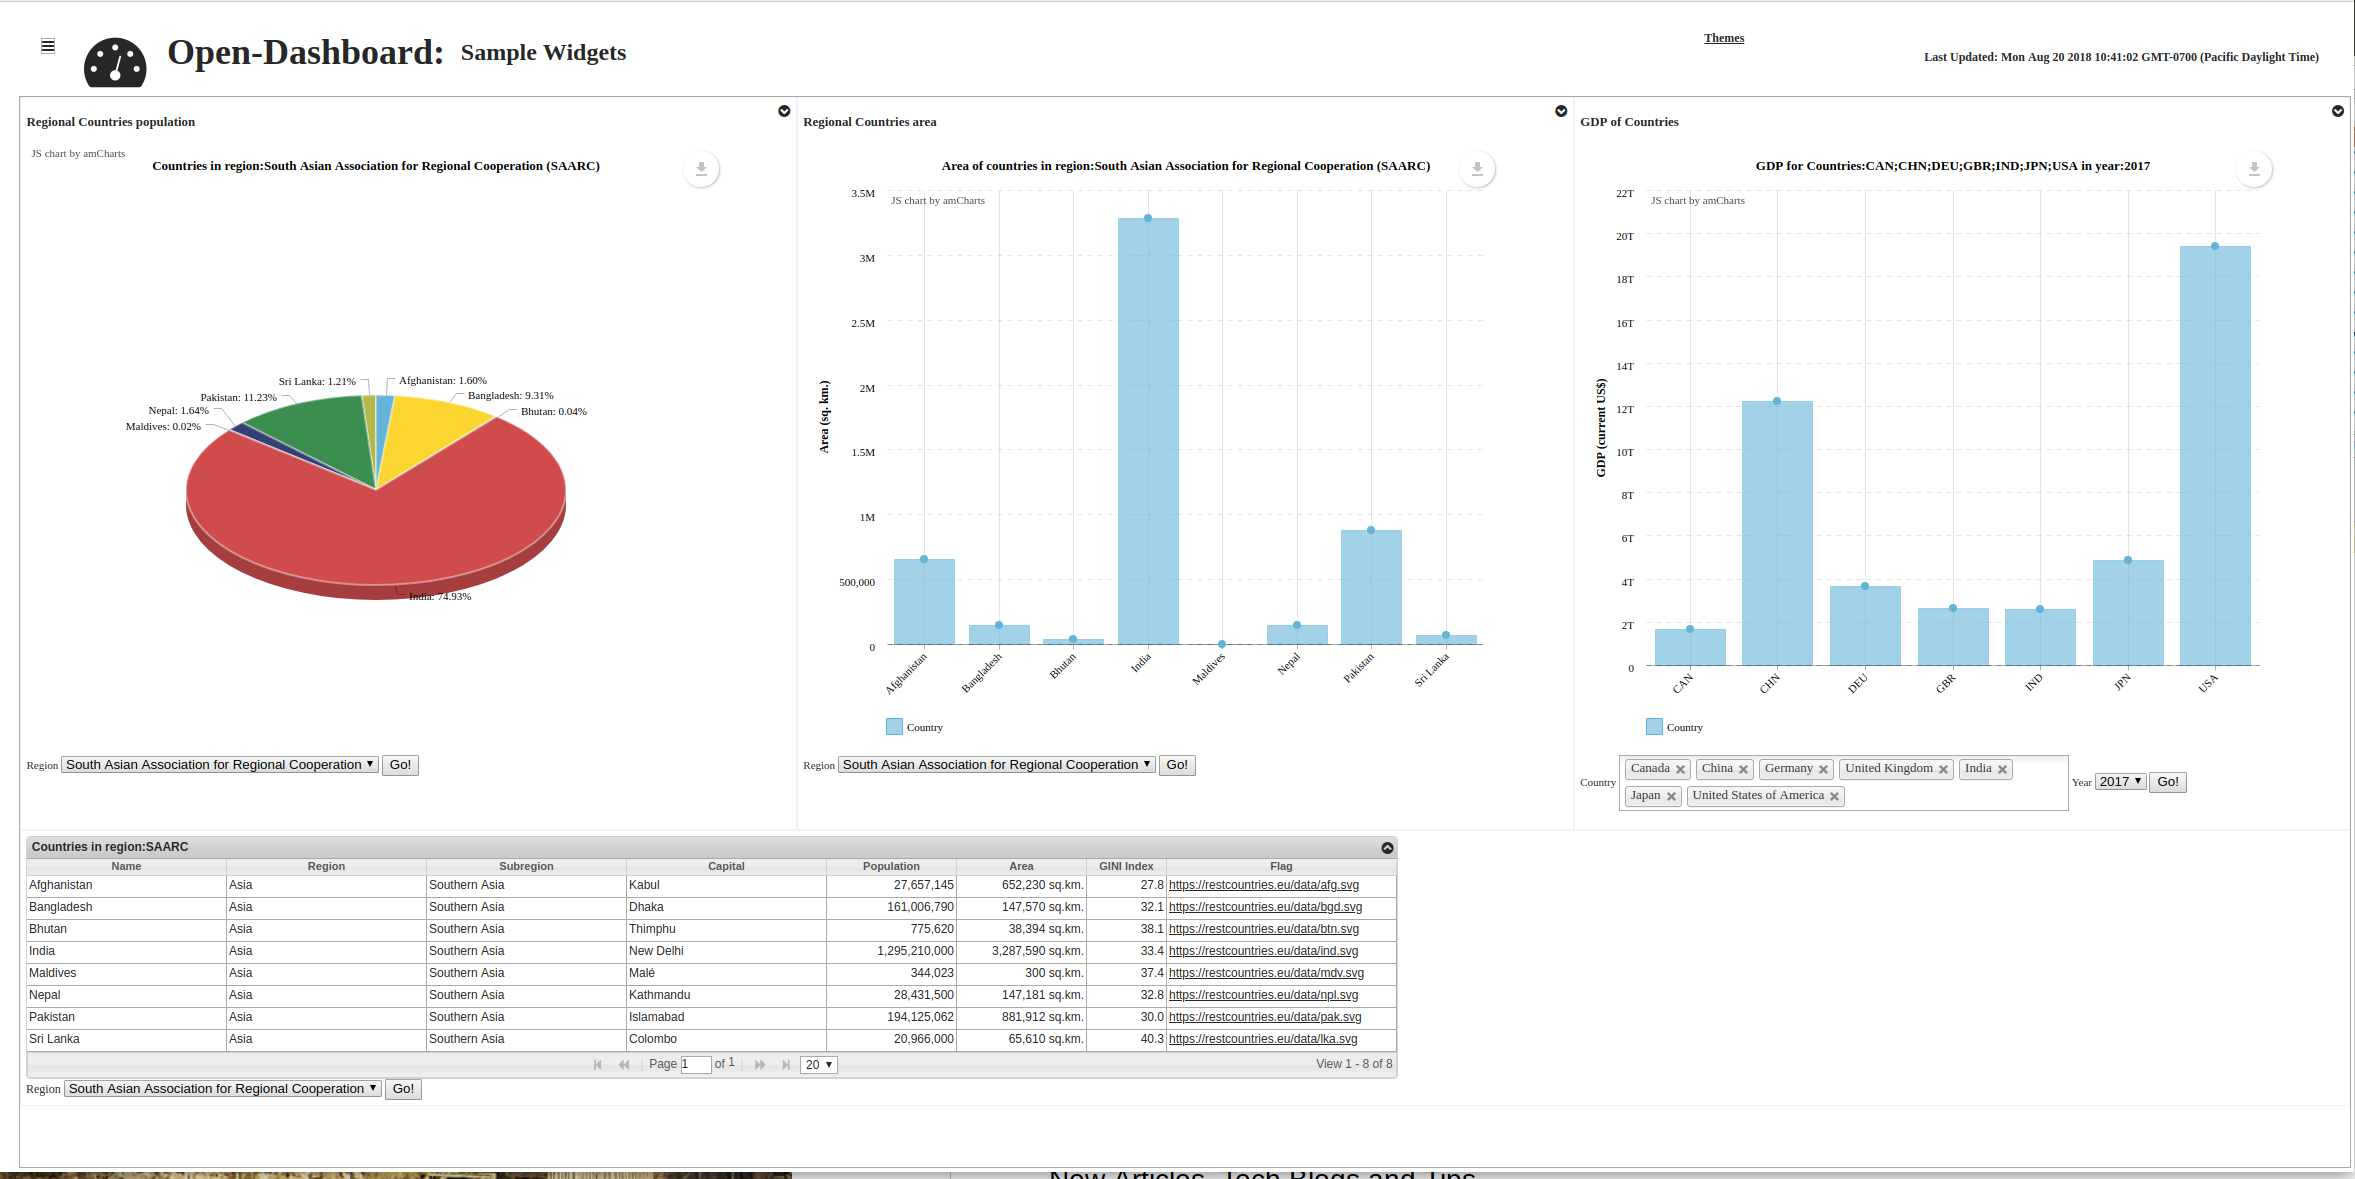 Open-Dashboard: Sample Widgets
Themes
Last Updated: Mon Aug 20 2018 10:41:02 GMT-0700 (Pacific Daylight Time)
Regional Countries population
JS chart by amCharts
Countries in region:South Asian Association for Regional Cooperation (SAARC)
Sri Lanka: 1.21%
Afghanistan: 1.60%
Pakistan: 11.23%
Bangladesh: 9.31%
Nepal: 1.64%
Bhutan: 0.04%
Maldives: 0.02%
India: 74.93%
Region South Asian Association for Regional Cooperation Go!
Regional Countries area
Area of countries in region:South Asian Association for Regional Cooperation (SAARC)
JS chart by amCharts
3.5M
3M
2.5M
2M
1.5M
1M
500,000
0
Area (sq. km.)
Afghanistan
Bangladesh
Bhutan
India
Maldives
Nepal
Pakistan
Sri Lanka
Country
Region South Asian Association for Regional Cooperation Go!
GDP of Countries
GDP for Countries:CAN;CHN;DEU;GBR;IND;JPN;USA in year:2017
JS chart by amCharts
22T
20T
18T
16T
14T
12T
10T
8T
6T
4T
2T
0
GDP (current US$)
CAN
CHN
DEU
GBR
IND
JPN
USA
Country
Country Canada China Germany United Kingdom India
Japan United States of America
Year 2017 Go!
Countries in region:SAARC
Name Region Subregion Capital Population Area GINI Index Flag
Afghanistan Asia Southern Asia Kabul 27,657,145 652,230 sq.km. 27.8 https://restcountries.eu/data/afg.svg
Bangladesh Asia Southern Asia Dhaka 161,006,790 147,570 sq.km. 32.1 https://restcountries.eu/data/bgd.svg
Bhutan Asia Southern Asia Thimphu 775,620 38,394 sq.km. 38.1 https://restcountries.eu/data/btn.svg
India Asia Southern Asia New Delhi 1,295,210,000 3,287,590 sq.km. 33.4 https://restcountries.eu/data/ind.svg
Maldives Asia Southern Asia Malé 344,023 300 sq.km. 37.4 https://restcountries.eu/data/mdv.svg
Nepal Asia Southern Asia Kathmandu 28,431,500 147,181 sq.km. 32.8 https://restcountries.eu/data/npl.svg
Pakistan Asia Southern Asia Islamabad 194,125,062 881,912 sq.km. 30.0 https://restcountries.eu/data/pak.svg
Sri Lanka Asia Southern Asia Colombo 20,966,000 65,610 sq.km. 40.3 https://restcountries.eu/data/lka.svg
Page 1 of 1 20 View 1 - 8 of 8
Region South Asian Association for Regional Cooperation Go!
New Articles, Tech Blogs and Tips